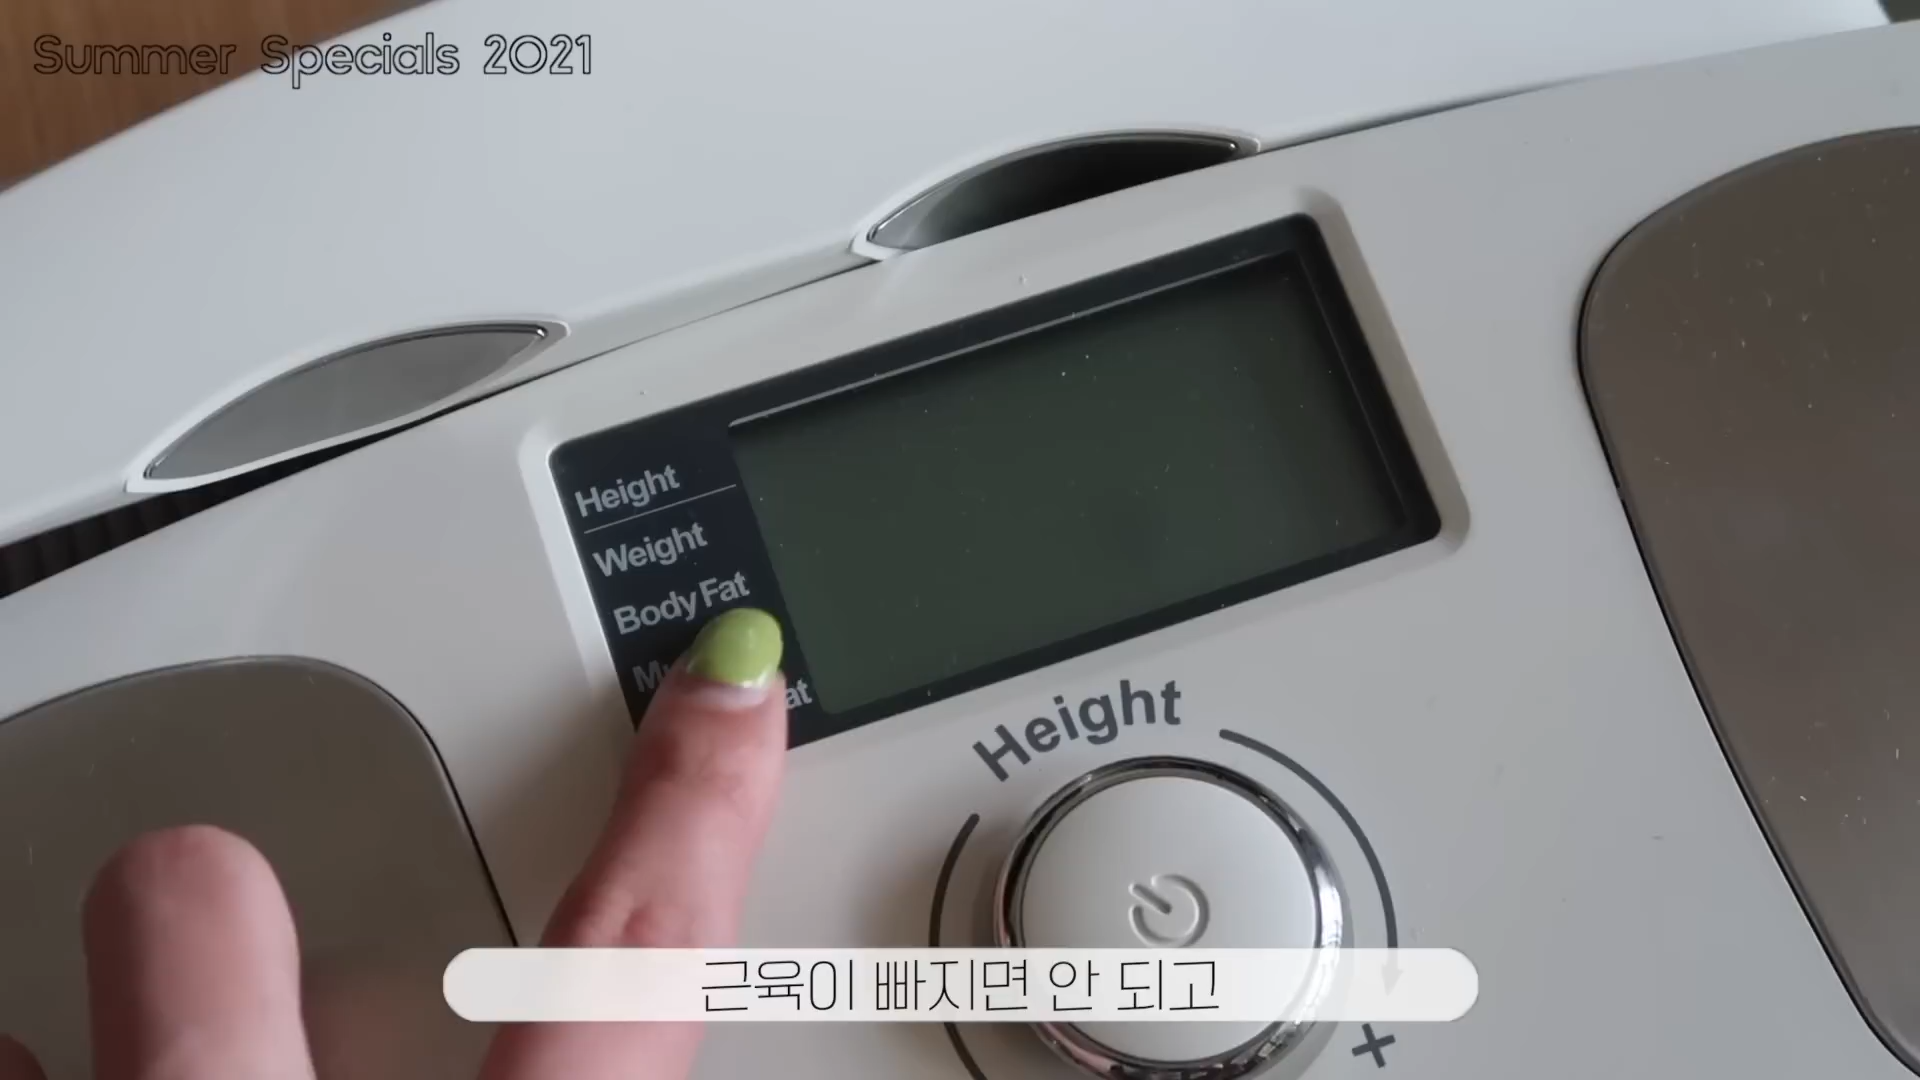 Summer Specials 2021
Height
Weight
Body Fat
Height
+
근육이 빠지면 안 되고